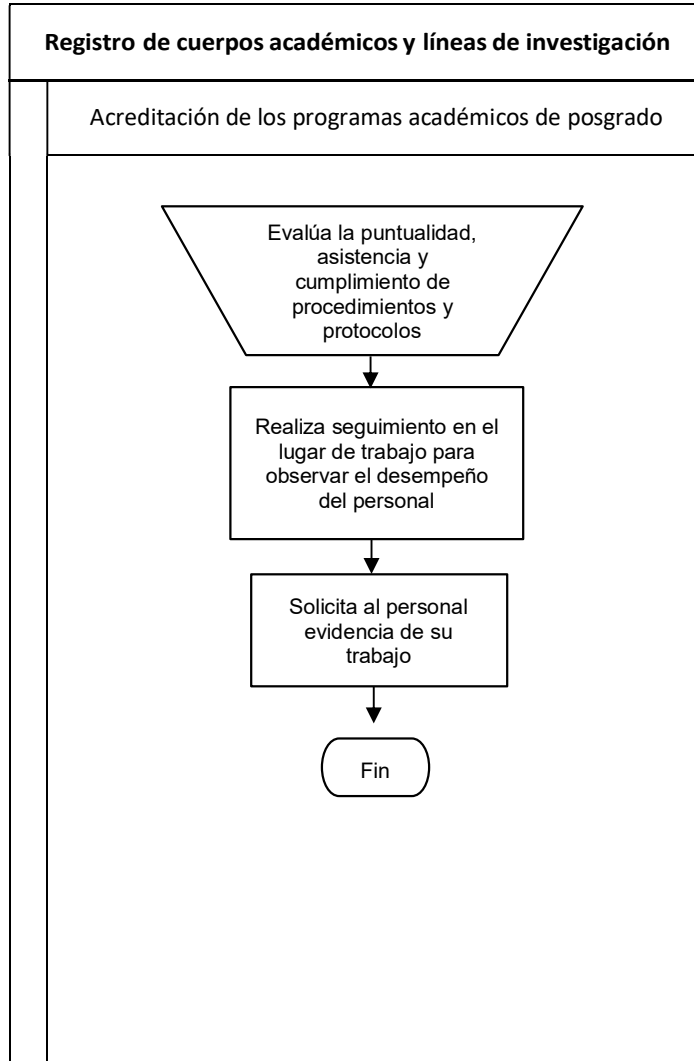 Registro de cuerpos académicos y líneas de investigación
Acreditación de los programas académicos de posgrado
Evalúa la puntualidad,
asistencia y
cumplimiento de
procedimientos y
protocolos
Realiza seguimiento en el
lugar de trabajo para
observar el desempeño
del personal
Solicita al personal
evidencia de su
trabajo
Fin